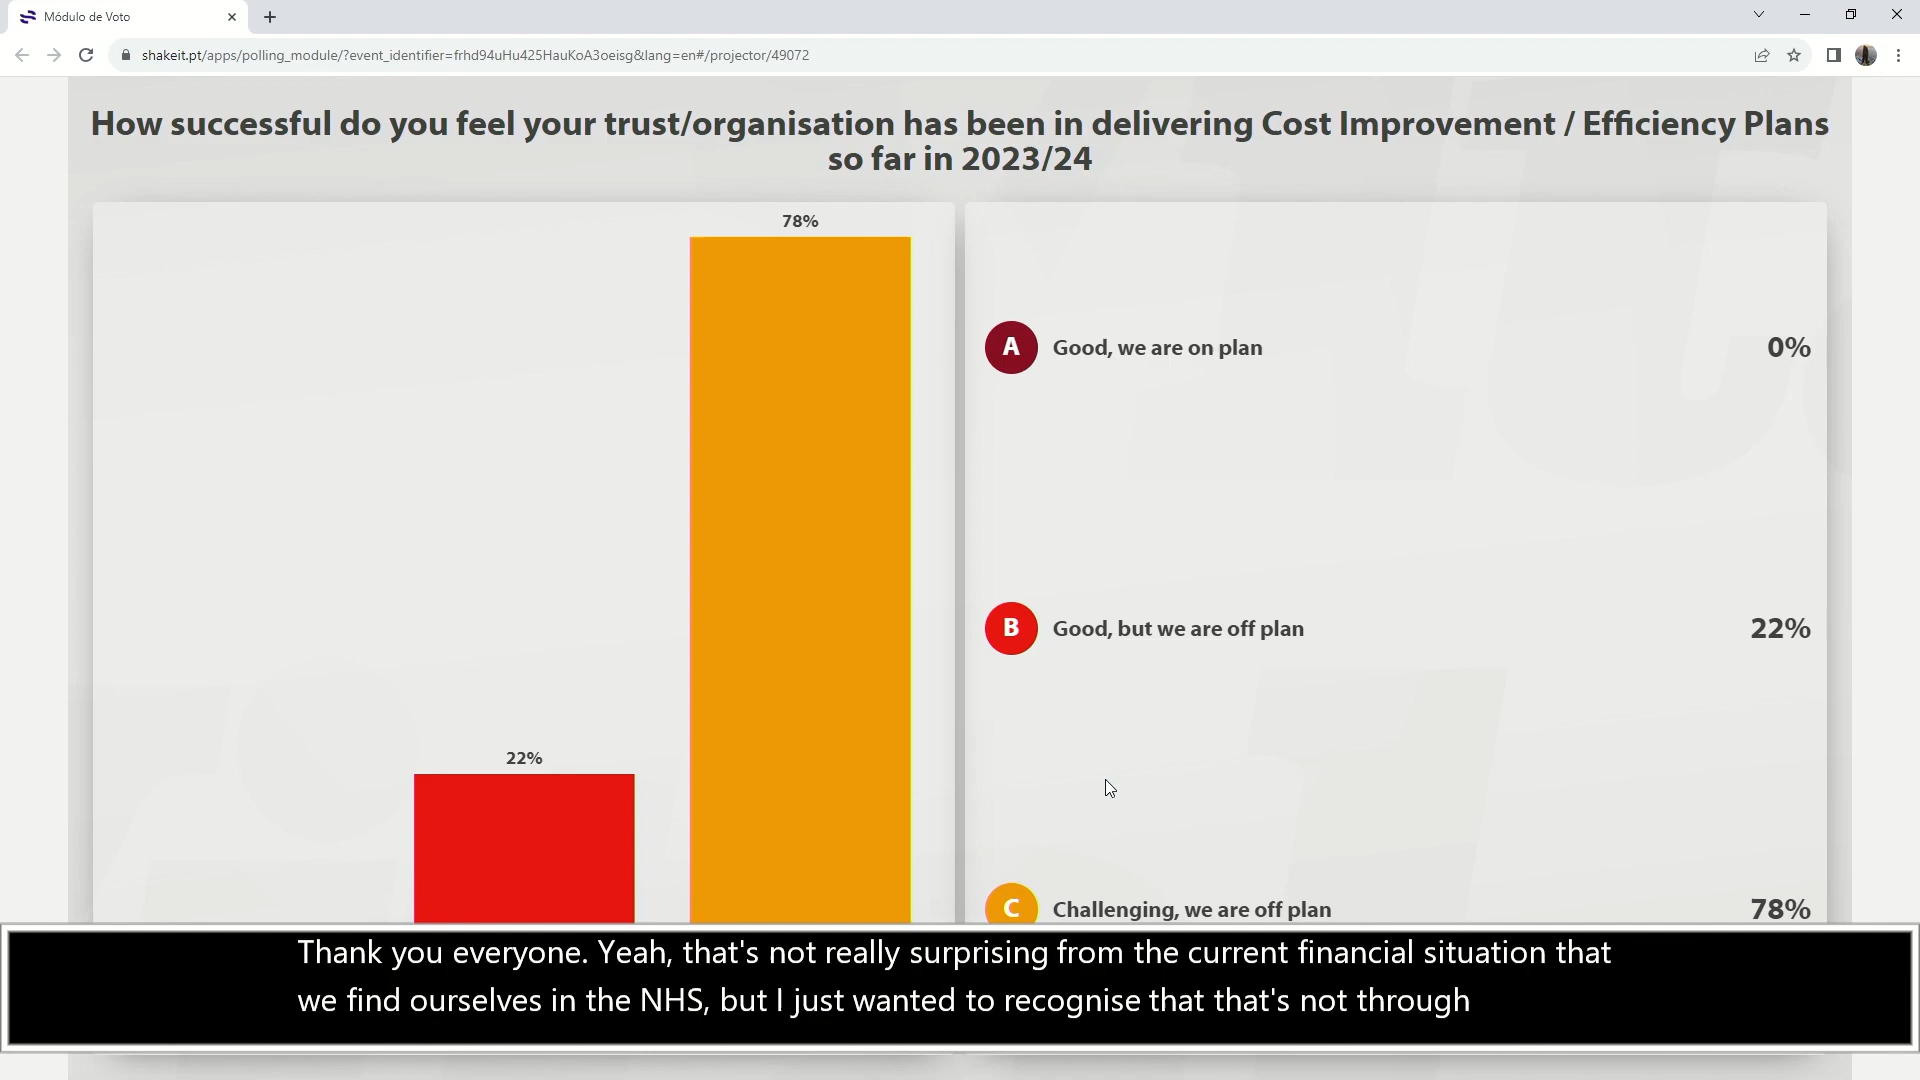 Módulo de Voto
shakeit.pt/apps/polling_module/?event_identifier=frhd94uHu425HauKoA3oeisg&lang=en#/projector/49072
How successful do you feel your trust/organisation has been in delivering Cost Improvement / Efficiency Plans
so far in 2023/24
78%
22%
A Good, we are on plan 0%
B Good, but we are off plan 22%
C Challenging, we are off plan 78%
Thank you everyone. Yeah, that's not really surprising from the current financial situation that
we find ourselves in the NHS, but I just wanted to recognise that that's not through